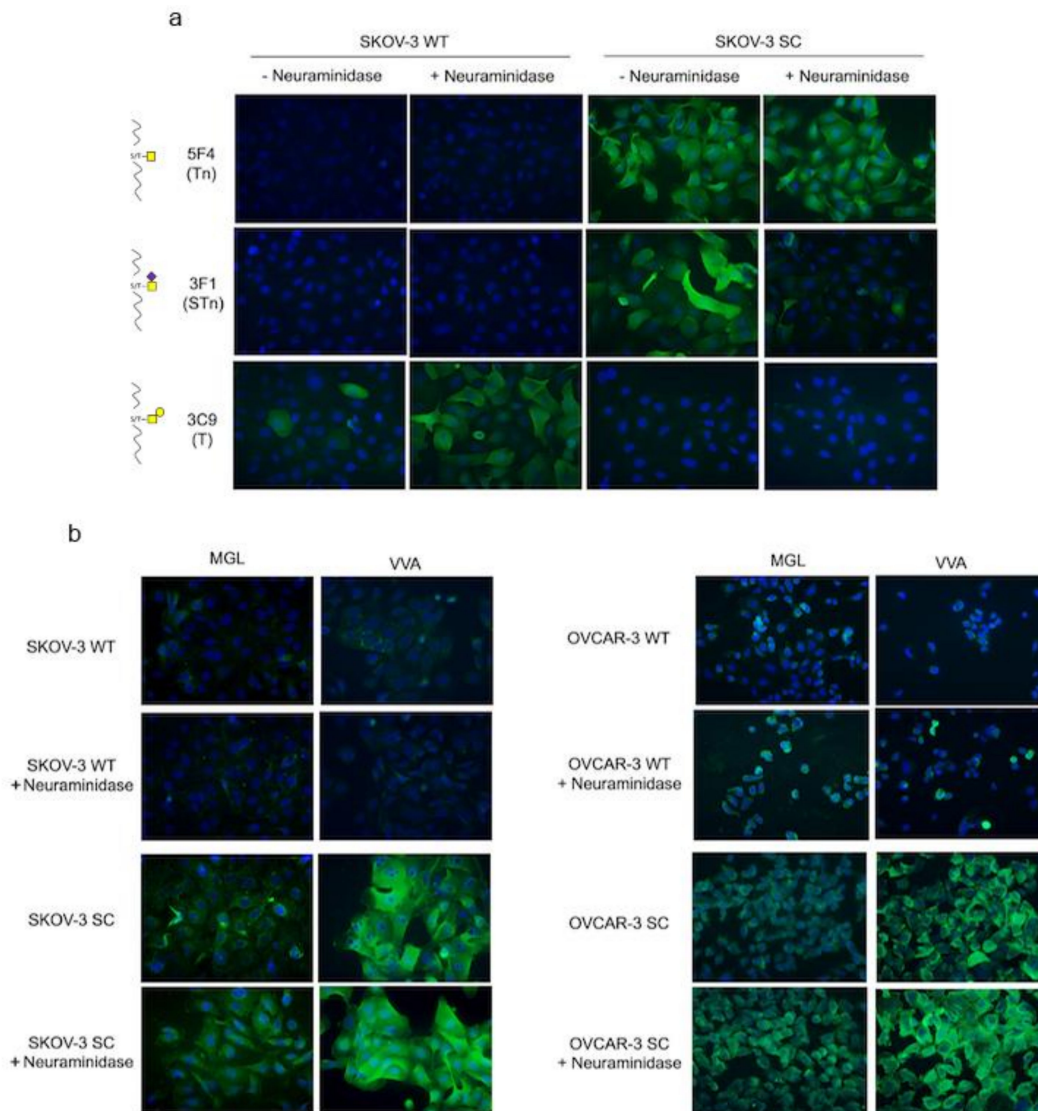 a
SKOV-3 WT SKOV-3 SC
- Neuraminidase + Neuraminidase - Neuraminidase + Neuraminidase
S/T- 5F4
(Tn)
S/T- 3F1
(STn)
S/T- 3C9
(T)
b
MGL VVA MGL VVA
SKOV-3 WT OVCAR-3 WT
SKOV-3 WT
+ Neuraminidase
OVCAR-3 WT
+ Neuraminidase
SKOV-3 SC OVCAR-3 SC
SKOV-3 SC
+ Neuraminidase
OVCAR-3 SC
+ Neuraminidase